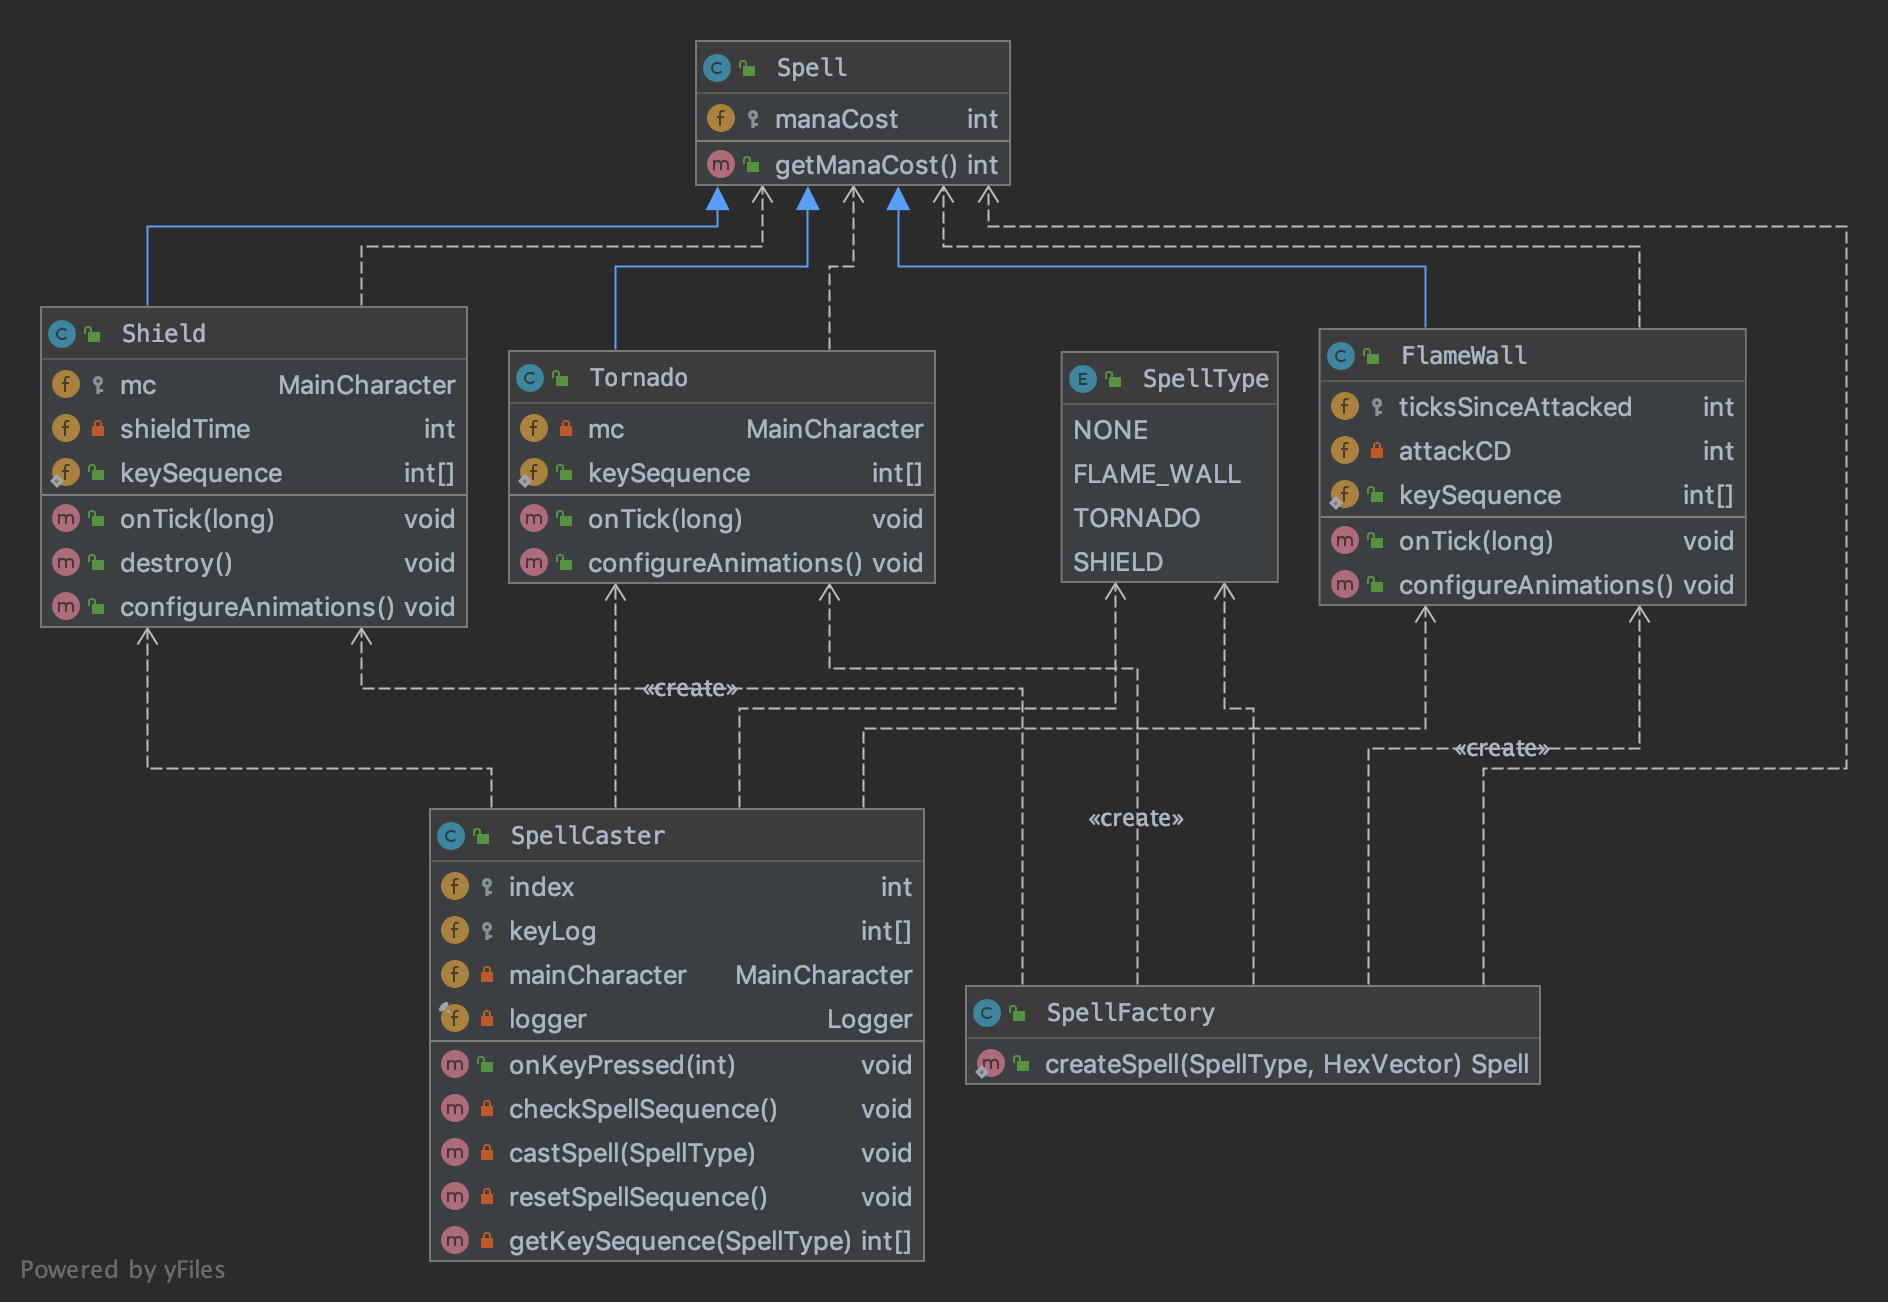 Spell
manaCost int
getManaCost() int
Shield
mc MainCharacter
shieldTime int
keySequence int[]
onTick(long) void
destroy() void
configureAnimations() void
Tornado
mc MainCharacter
keySequence int[]
onTick(long) void
configureAnimations() void
SpellType
NONE
FLAME_WALL
TORNADO
SHIELD
FlameWall
ticksSinceAttacked int
attackCD int
keySequence int[]
onTick(long) void
configureAnimations() void
«create»
«create»
«create»
SpellCaster
index int
keyLog int[]
mainCharacter MainCharacter
logger Logger
onKeyPressed(int) void
checkSpellSequence() void
castSpell(SpellType) void
resetSpellSequence() void
getKeySequence(SpellType) int[]
SpellFactory
createSpell(SpellType, HexVector) Spell
Powered by yFiles